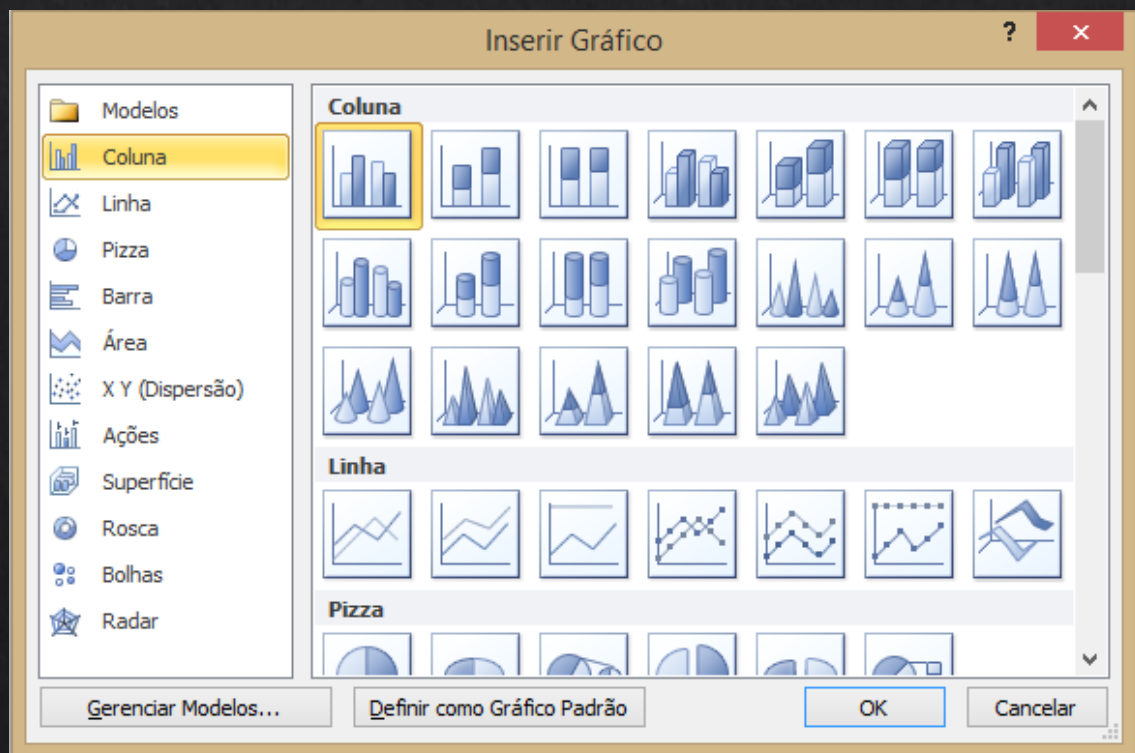 Inserir Gráfico
?
Modelos
Coluna
Linha
Pizza
Barra
Área
X Y (Dispersão)
Ações
Superfície
Rosca
Bolhas
Radar
Coluna
Linha
Pizza
Gerenciar Modelos...
Definir como Gráfico Padrão
OK
Cancelar